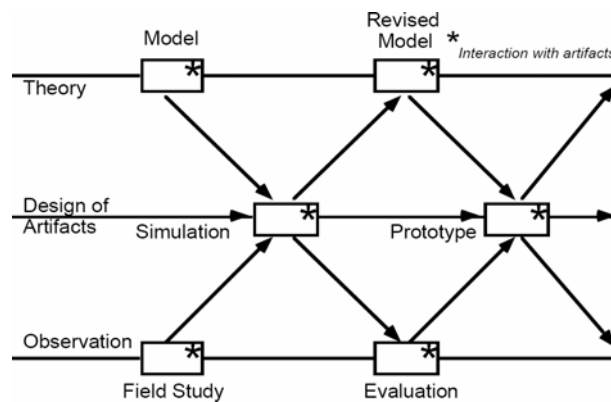 Model
Revised
Model
*Interaction with artifacts
* *
Theory
Design of
Artifacts
Simulation
*
Prototype
*
Observation
* *
Field Study
Evaluation